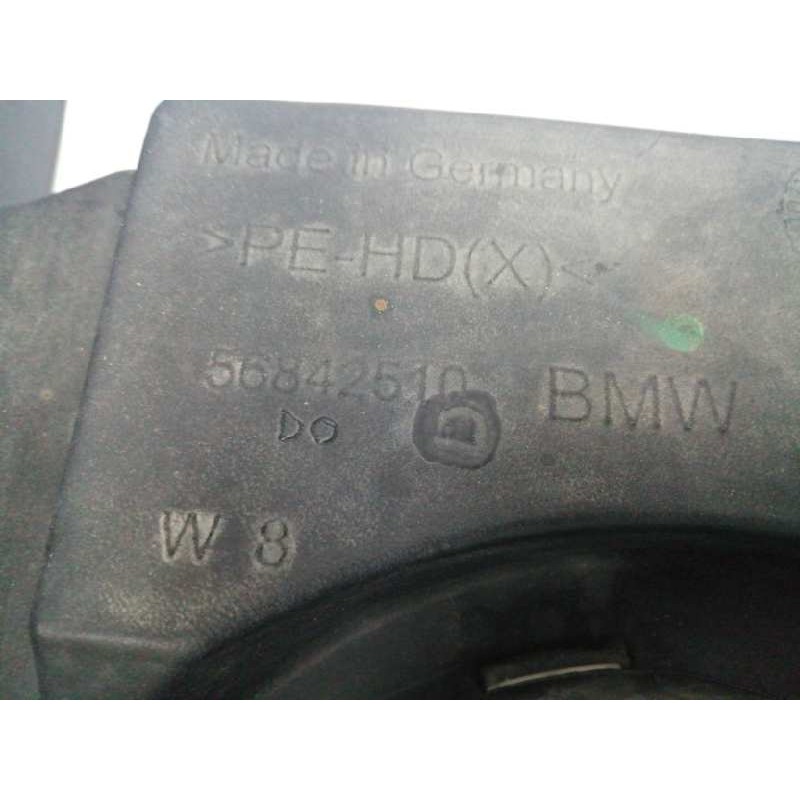 Made in Germany
>PE-HD(X)<
56842510 BMW
DO
W 8